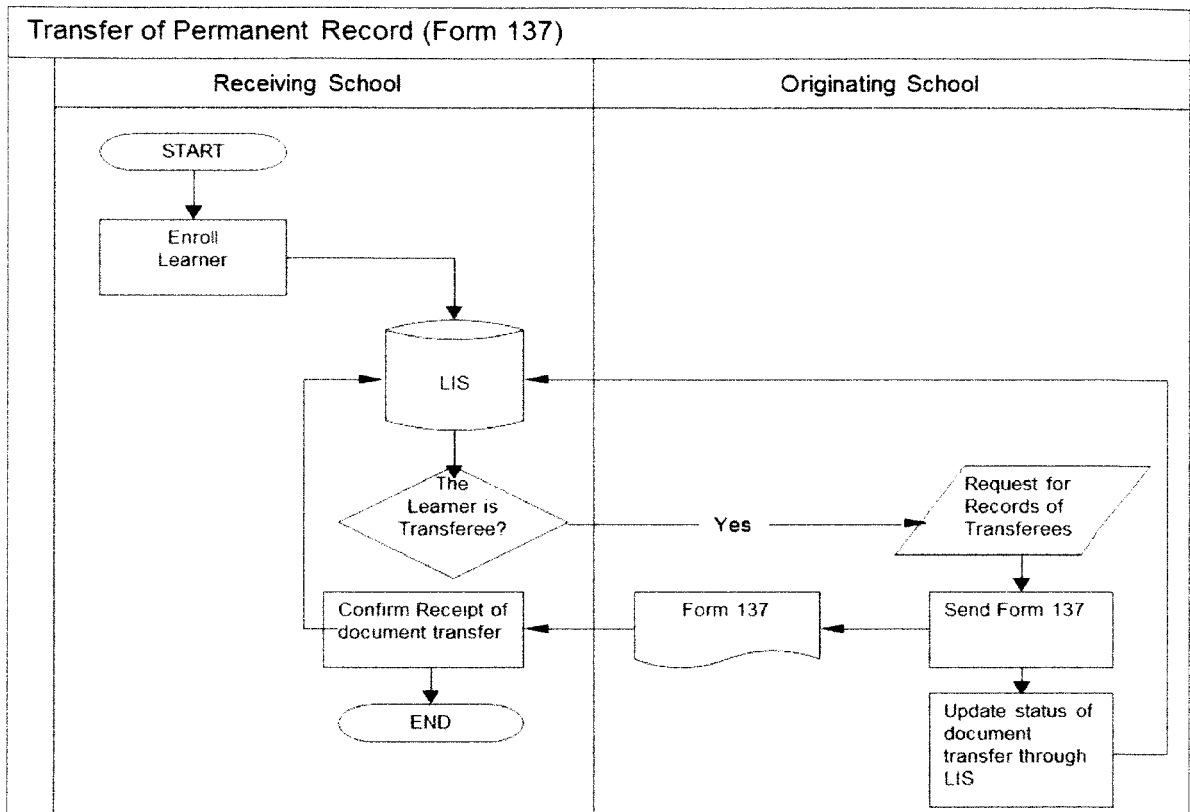 Transfer of Permanent Record (Form 137)
Receiving School
Originating School
START
Enroll
Learner
LIS
The
Learner is
Transferee?
Yes
Request for
Records of
Transferees
Confirm Receipt of
document transfer
Form 137
Send Form 137
END
Update status of
document
transfer through
LIS